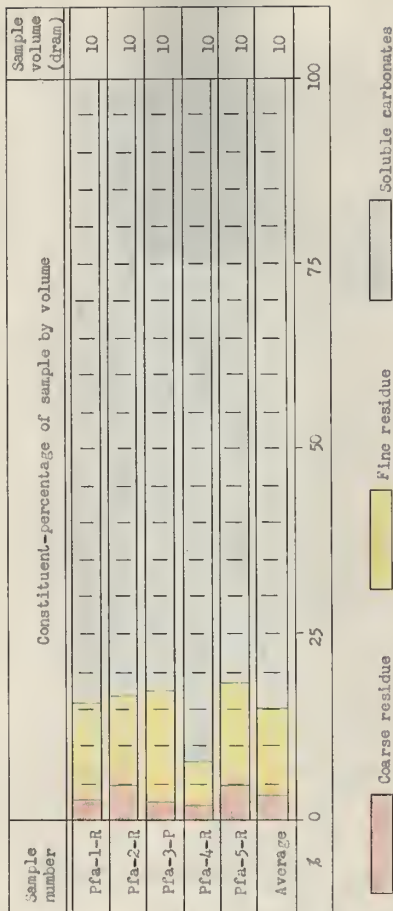 Sample number
Constituent-percentage of sample by volume
Sample volume (dram)
Pfa-1-R
10
Pfa-2-R
10
Pfa-3-P
10
Pfa-4-R
10
Pfa-5-R
10
Average
10
%
0
25
50
75
100
Coarse residue
Fine residue
Soluble carbonates